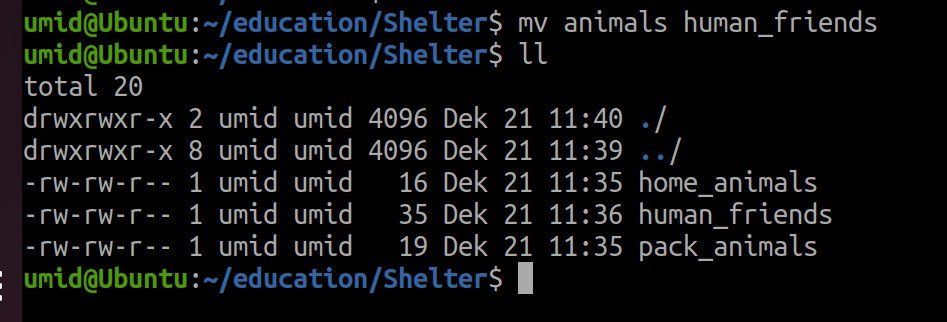 umid@Ubuntu:~/education/Shelter$ mv animals human_friends
umid@Ubuntu:~/education/Shelter$ ll
total 20
drwxrwxr-x 2 umid umid 4096 Dek 21 11:40 ./
drwxrwxr-x 8 umid umid 4096 Dek 21 11:39 ../
-rw-rw-r-- 1 umid umid   16 Dek 21 11:35 home_animals
-rw-rw-r-- 1 umid umid   35 Dek 21 11:36 human_friends
-rw-rw-r-- 1 umid umid   19 Dek 21 11:35 pack_animals
umid@Ubuntu:~/education/Shelter$